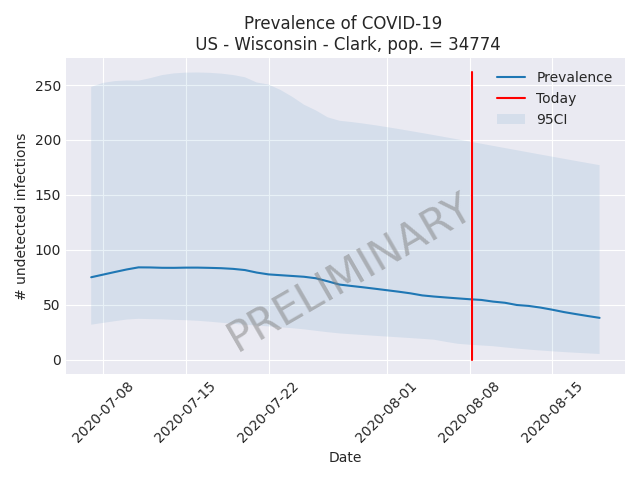 Prevalence of COVID-19
US - Wisconsin - Clark, pop. = 34774
Prevalence
Today
95CI
# undetected infections
250
200
150
100
50
0
PRELIMINARY
2020-07-08
2020-07-15
2020-07-22
2020-08-01
2020-08-08
2020-08-15
Date